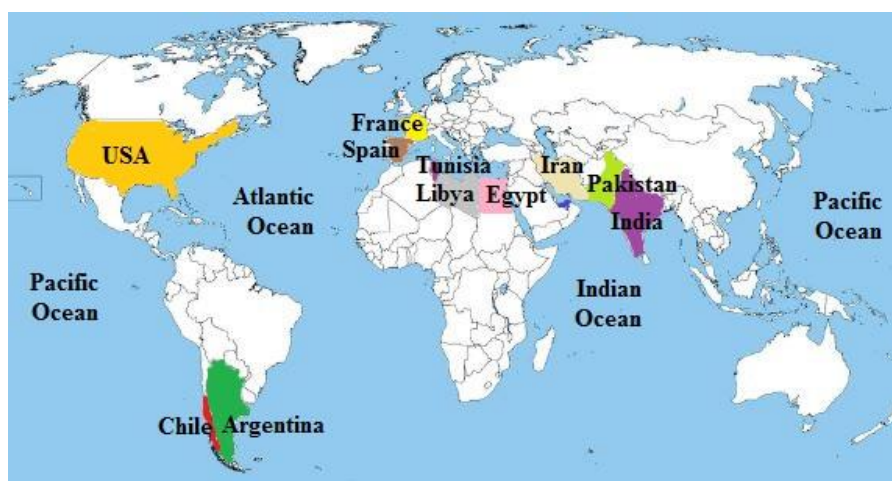 France
USA
Spain
Tunisia
Iran
Pakistan
Libya
Egypt
Atlantic
Ocean
India
Pacific
Ocean
Pacific
Ocean
Indian
Ocean
Chile
Argentina